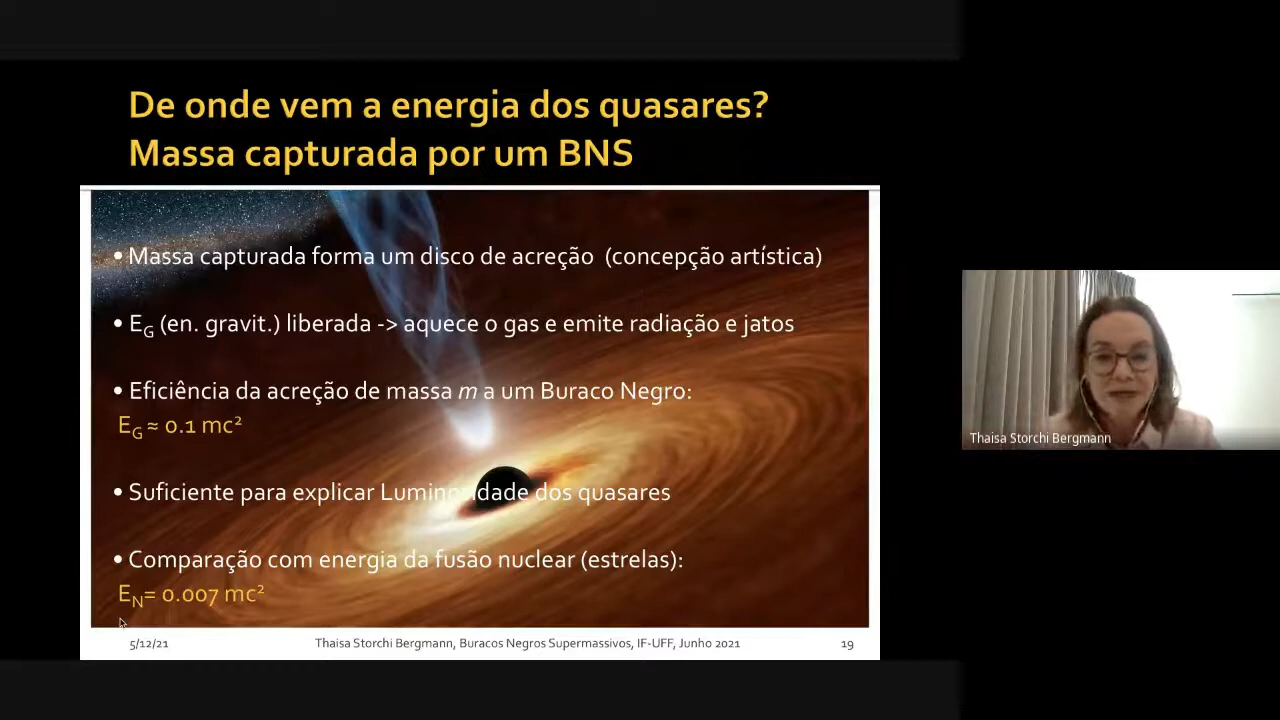 De onde vem a energia dos quasares?
Massa capturada por um BNS
• Massa capturada forma um disco de acreção (concepção artística)
• EG (en. gravit.) liberada -> aquece o gas e emite radiação e jatos
• Eficiência da acreção de massa m a um Buraco Negro:
EG ≈ 0.1 mc²
• Suficiente para explicar Luminosidade dos quasares
• Comparação com energia da fusão nuclear (estrelas):
EN= 0.007 mc²
5/12/21
Thaisa Storchi Bergmann, Buracos Negros Supermassivos, IF-UFF, Junho 2021
19
Thaisa Storchi Bergmann